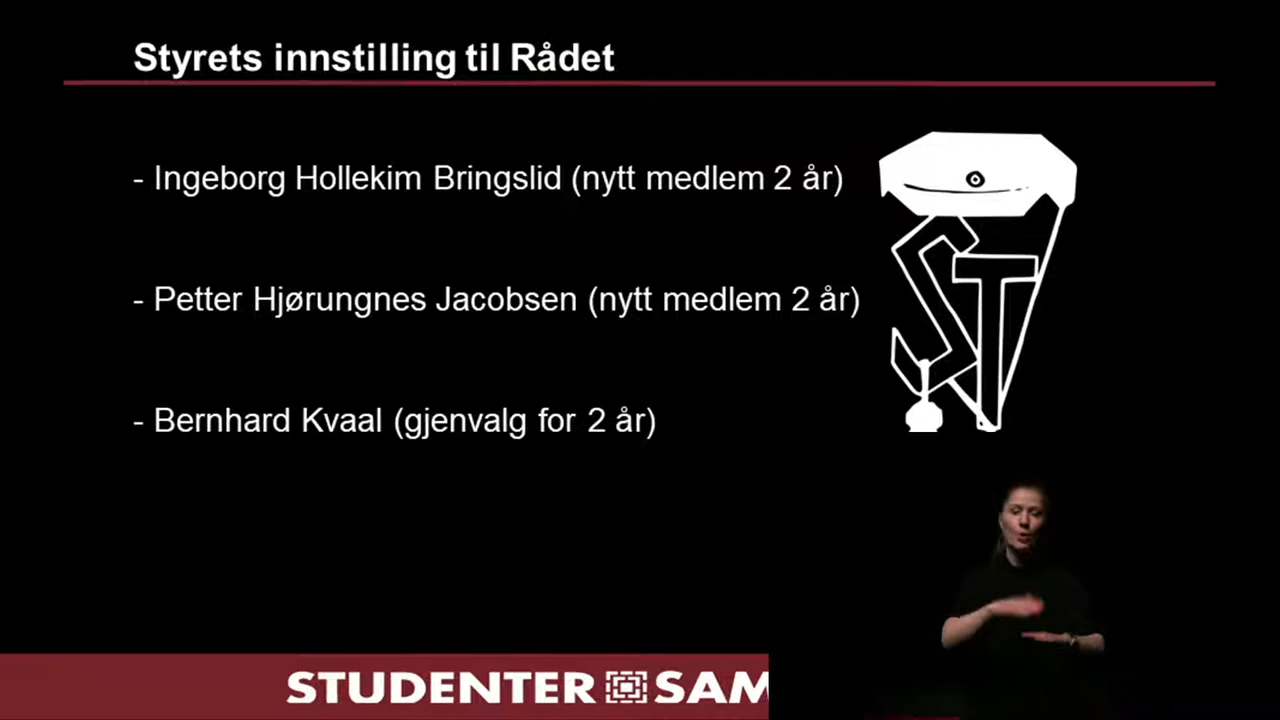 Styrets innstilling til Rådet
- Ingeborg Hollekim Bringslid (nytt medlem 2 år)
- Petter Hjørungnes Jacobsen (nytt medlem 2 år)
- Bernhard Kvaal (gjenvalg for 2 år)
ST
STUDENTER SAM